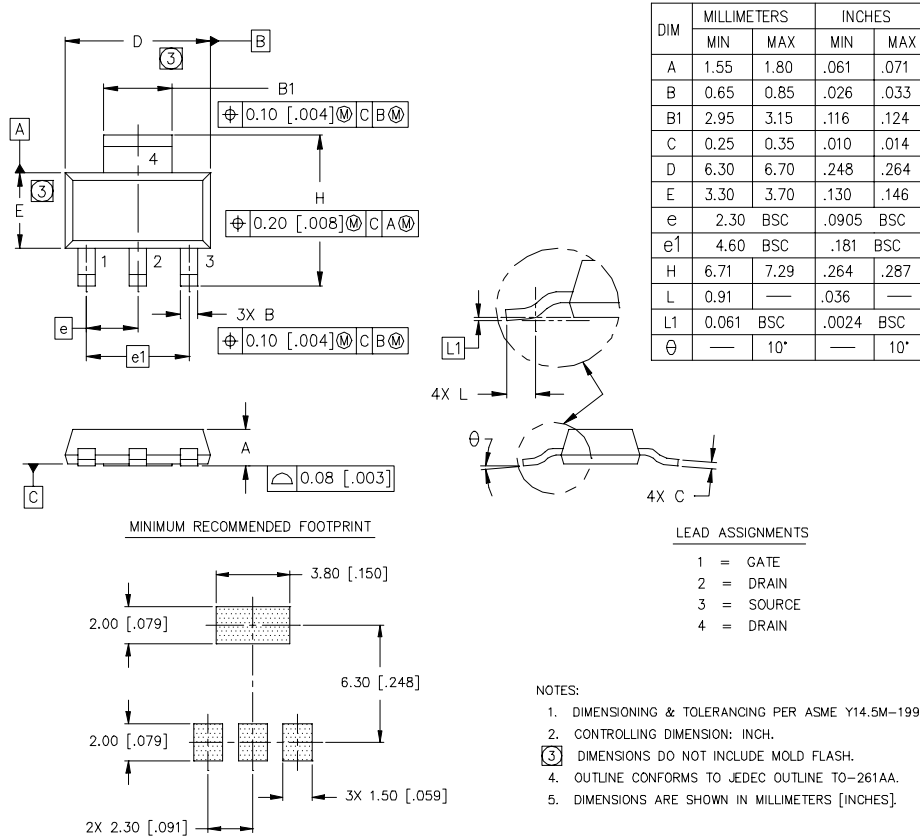 D
B
3
B1
⌖ 0.10 [.004]Ⓜ C BⓂ
A
4
3
E
H
⌖ 0.20 [.008]Ⓜ C AⓂ
1 2 3
3X B
e
⌖ 0.10 [.004]Ⓜ C BⓂ
e1
L1
4X L
A
⌓ 0.08 [.003]
C
θ
4X C
DIM MILLIMETERS INCHES
MIN MAX MIN MAX
A 1.55 1.80 .061 .071
B 0.65 0.85 .026 .033
B1 2.95 3.15 .116 .124
C 0.25 0.35 .010 .014
D 6.30 6.70 .248 .264
E 3.30 3.70 .130 .146
e 2.30 BSC .0905 BSC
e1 4.60 BSC .181 BSC
H 6.71 7.29 .264 .287
L 0.91 — .036 —
L1 0.061 BSC .0024 BSC
θ — 10° — 10°
MINIMUM RECOMMENDED FOOTPRINT
3.80 [.150]
2.00 [.079]
6.30 [.248]
2.00 [.079]
3X 1.50 [.059]
2X 2.30 [.091]
LEAD ASSIGNMENTS
1 = GATE
2 = DRAIN
3 = SOURCE
4 = DRAIN
NOTES:
1. DIMENSIONING & TOLERANCING PER ASME Y14.5M-199
2. CONTROLLING DIMENSION: INCH.
3 DIMENSIONS DO NOT INCLUDE MOLD FLASH.
4. OUTLINE CONFORMS TO JEDEC OUTLINE TO-261AA.
5. DIMENSIONS ARE SHOWN IN MILLIMETERS [INCHES].